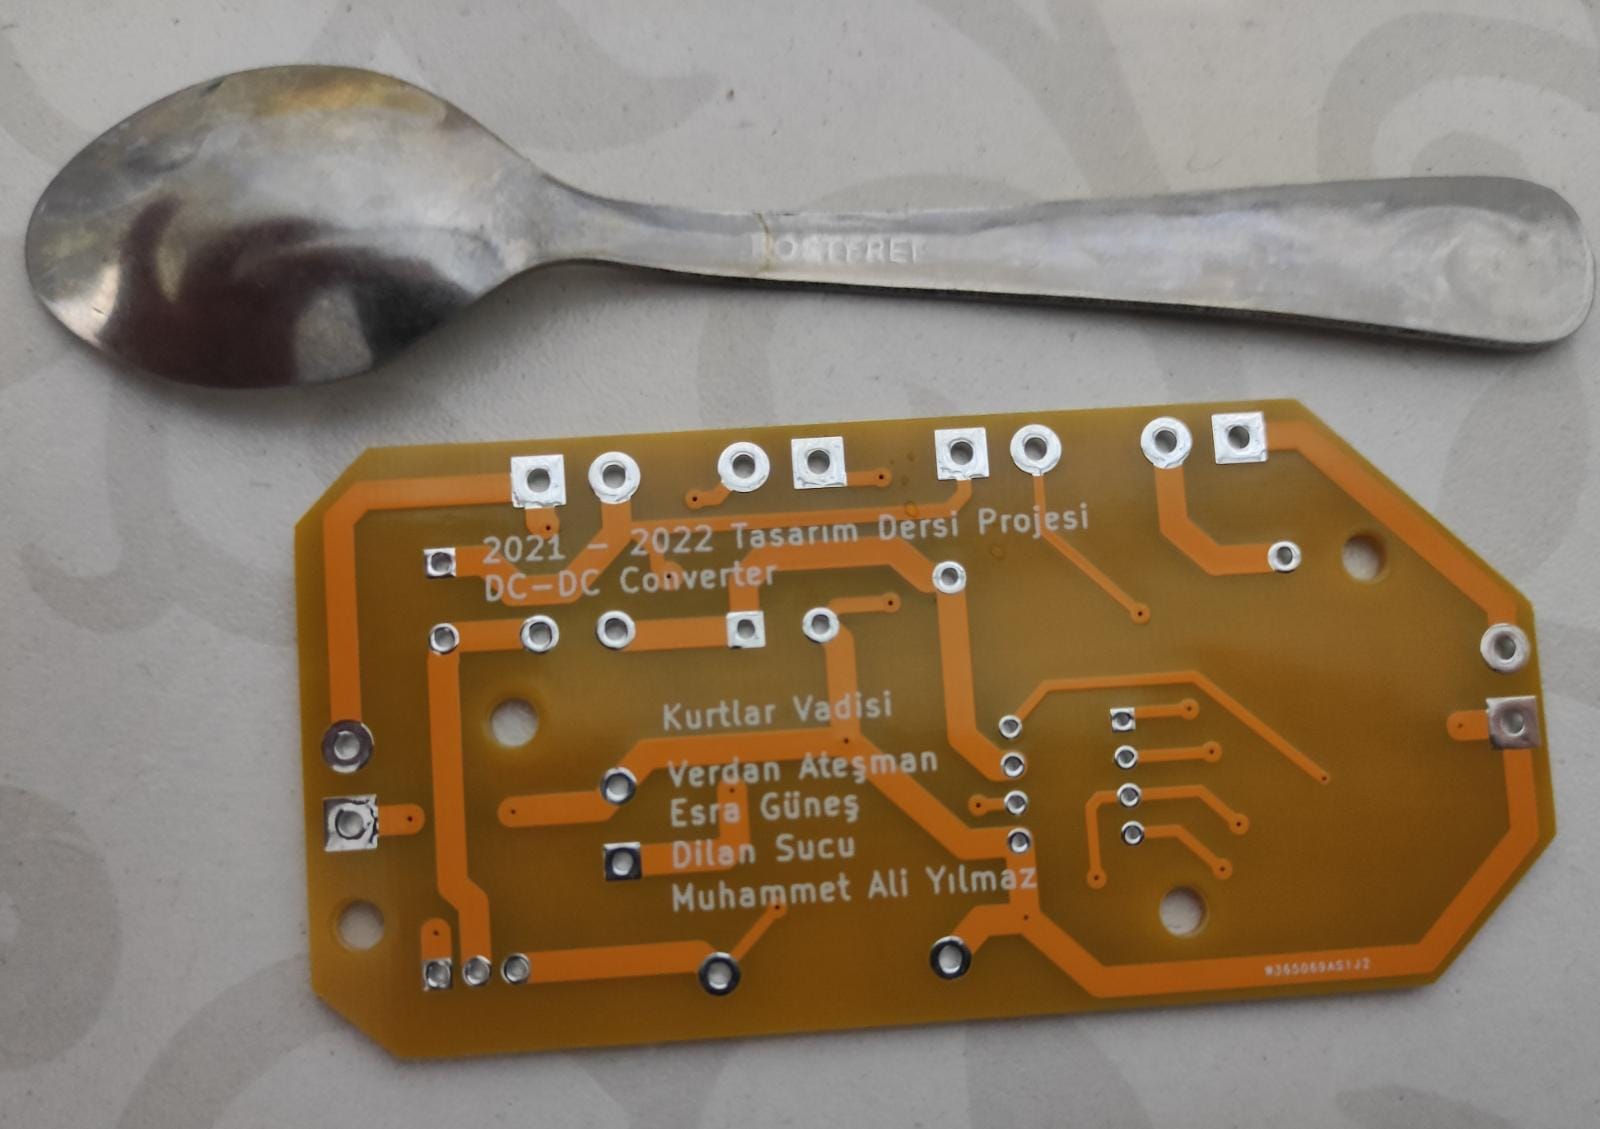 ROSTFREI
2021 - 2022 Tasarım Dersi Projesi
DC-DC Converter
Kurtlar Vadisi
Verdan Ateşman
Esra Güneş
Dilan Sucu
Muhammet Ali Yılmaz
W365069AS1J2